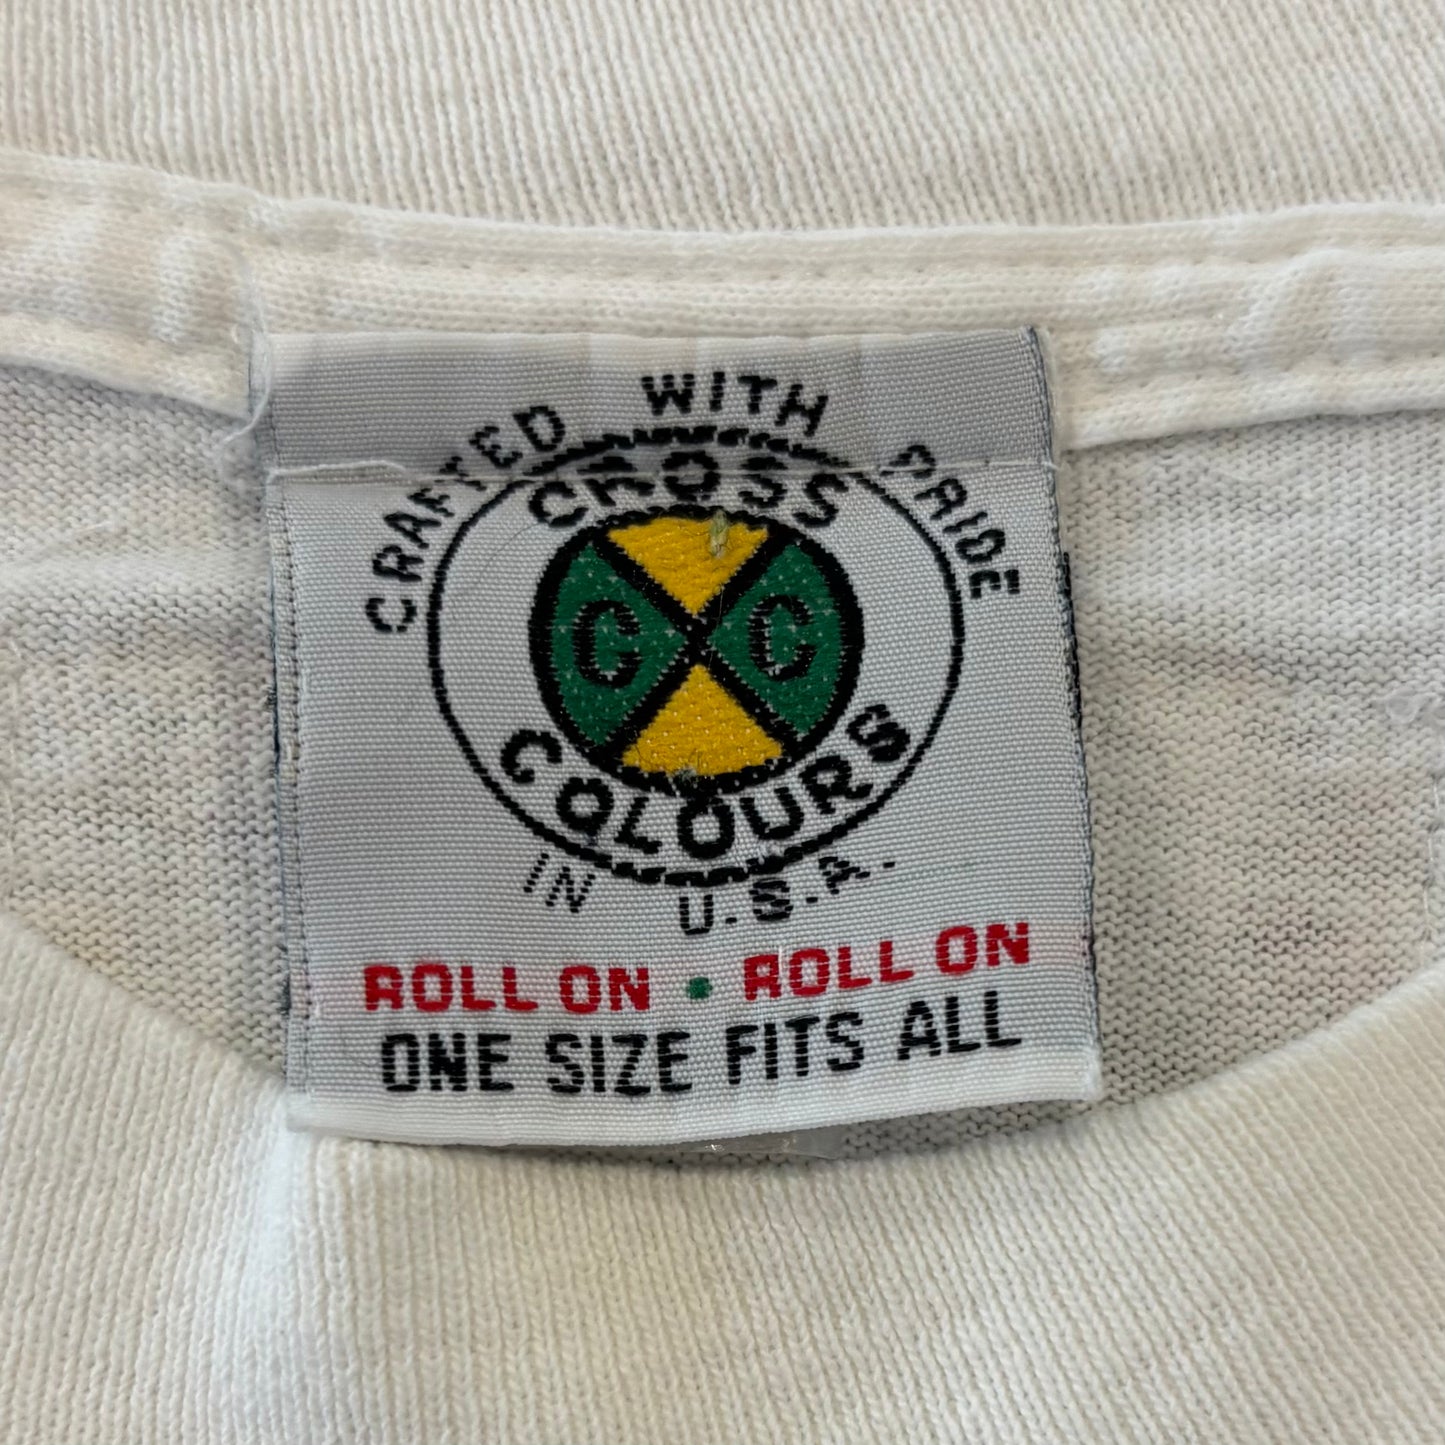 CRAFTED WITH PRIDE
CROSS
C C
COLOURS
IN U.S.A.
ROLL ON • ROLL ON
ONE SIZE FITS ALL